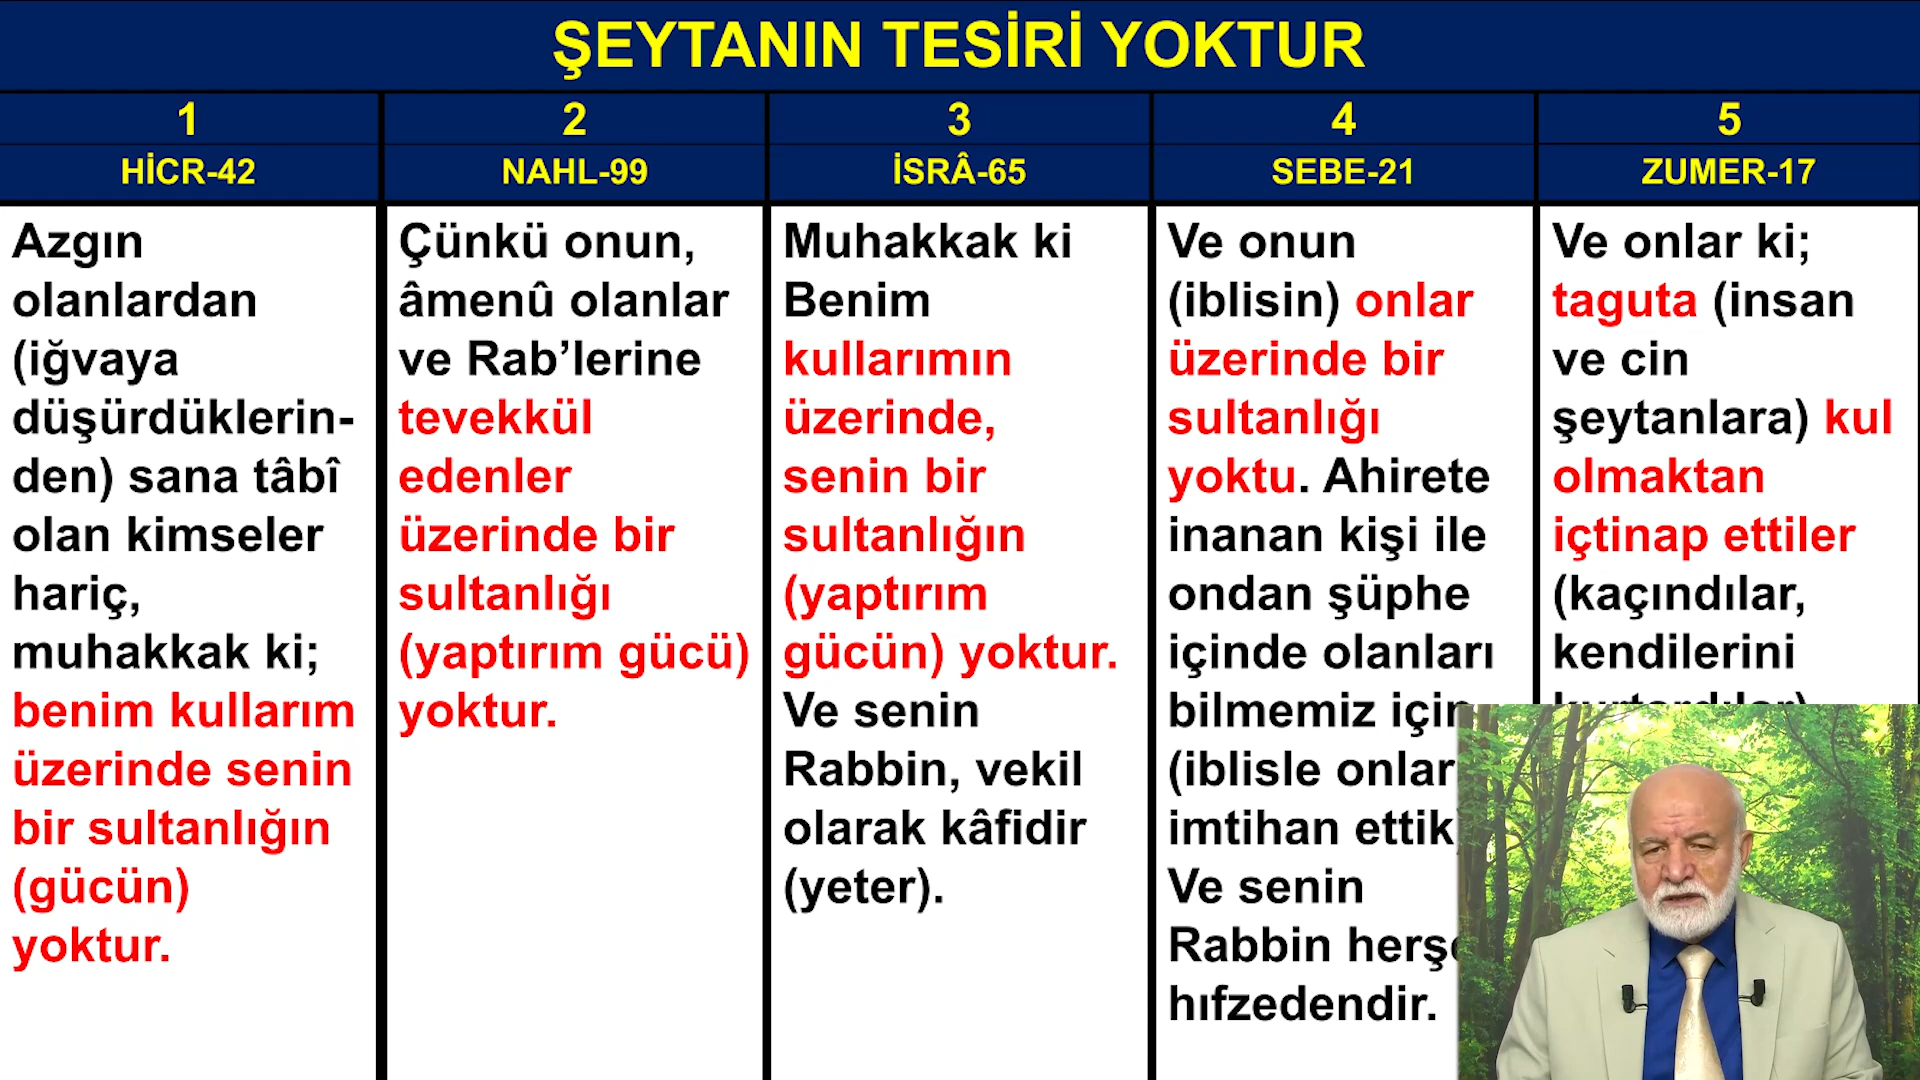 ŞEYTANIN TESİRİ YOKTUR
1
HİCR-42
Azgın
olanlardan
(iğvaya
düşürdüklerin-
den) sana tâbî
olan kimseler
hariç,
muhakkak ki;
benim kullarım
üzerinde senin
bir sultanlığın
(gücün)
yoktur.
2
NAHL-99
Çünkü onun,
âmenû olanlar
ve Rab’lerine
tevekkül
edenler
üzerinde bir
sultanlığı
(yaptırım gücü)
yoktur.
3
İSRÂ-65
Muhakkak ki
Benim
kullarımın
üzerinde,
senin bir
sultanlığın
(yaptırım
gücün) yoktur.
Ve senin
Rabbin, vekil
olarak kâfidir
(yeter).
4
SEBE-21
Ve onun
(iblisin) onlar
üzerinde bir
sultanlığı
yoktu. Ahirete
inanan kişi ile
ondan şüphe
içinde olanları
bilmemiz için
(iblisle onlar
imtihan ettik
Ve senin
Rabbin
hıfzedendir.
5
ZUMER-17
Ve onlar ki;
taguta (insan
ve cin
şeytanlara) kul
olmaktan
içtinap ettiler
(kaçındılar,
kendilerini